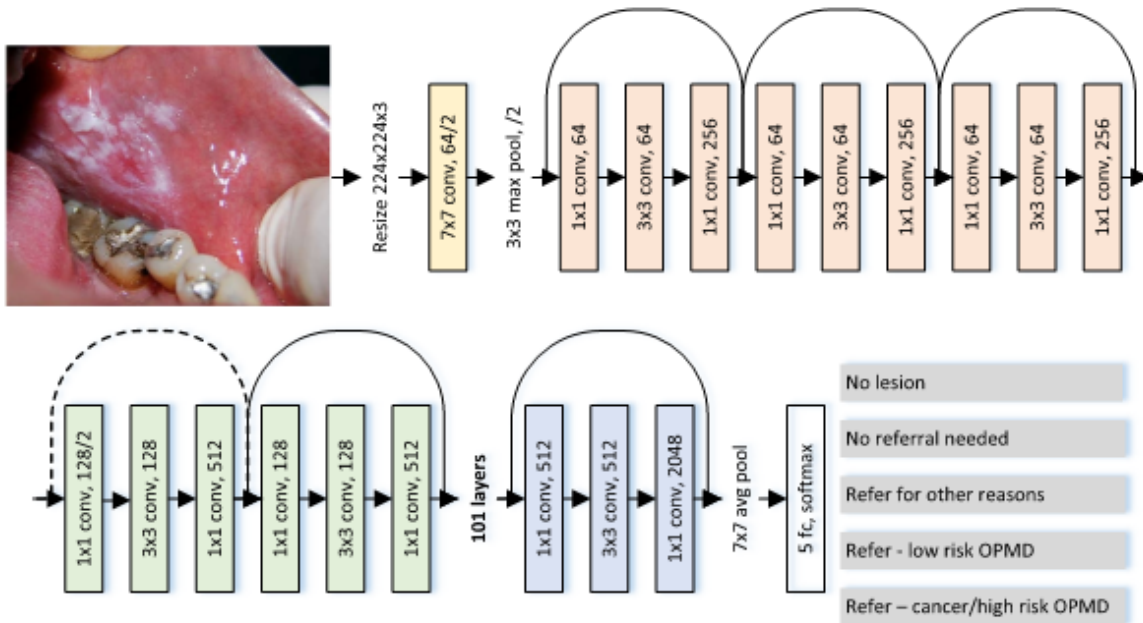 Resize 224x224x3
7x7 conv, 64/2
3x3 max pool, /2
1x1 conv, 64
3x3 conv, 64
1x1 conv, 256
1x1 conv, 64
3x3 conv, 64
1x1 conv, 256
1x1 conv, 64
3x3 conv, 64
1x1 conv, 256
1x1 conv, 128/2
3x3 conv, 128
1x1 conv, 512
1x1 conv, 128
3x3 conv, 128
1x1 conv, 512
101 layers
1x1 conv, 512
3x3 conv, 512
1x1 conv, 2048
7x7 avg pool
5 fc, softmax
No lesion
No referral needed
Refer for other reasons
Refer - low risk OPMD
Refer – cancer/high risk OPMD